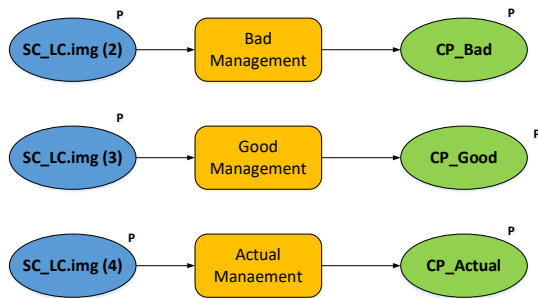 P
P
SC_LC.img (2)
Bad
Management
CP_Bad
P
P
SC_LC.img (3)
Good
Management
CP_Good
P
P
SC_LC.img (4)
Actual
Manaement
CP_Actual